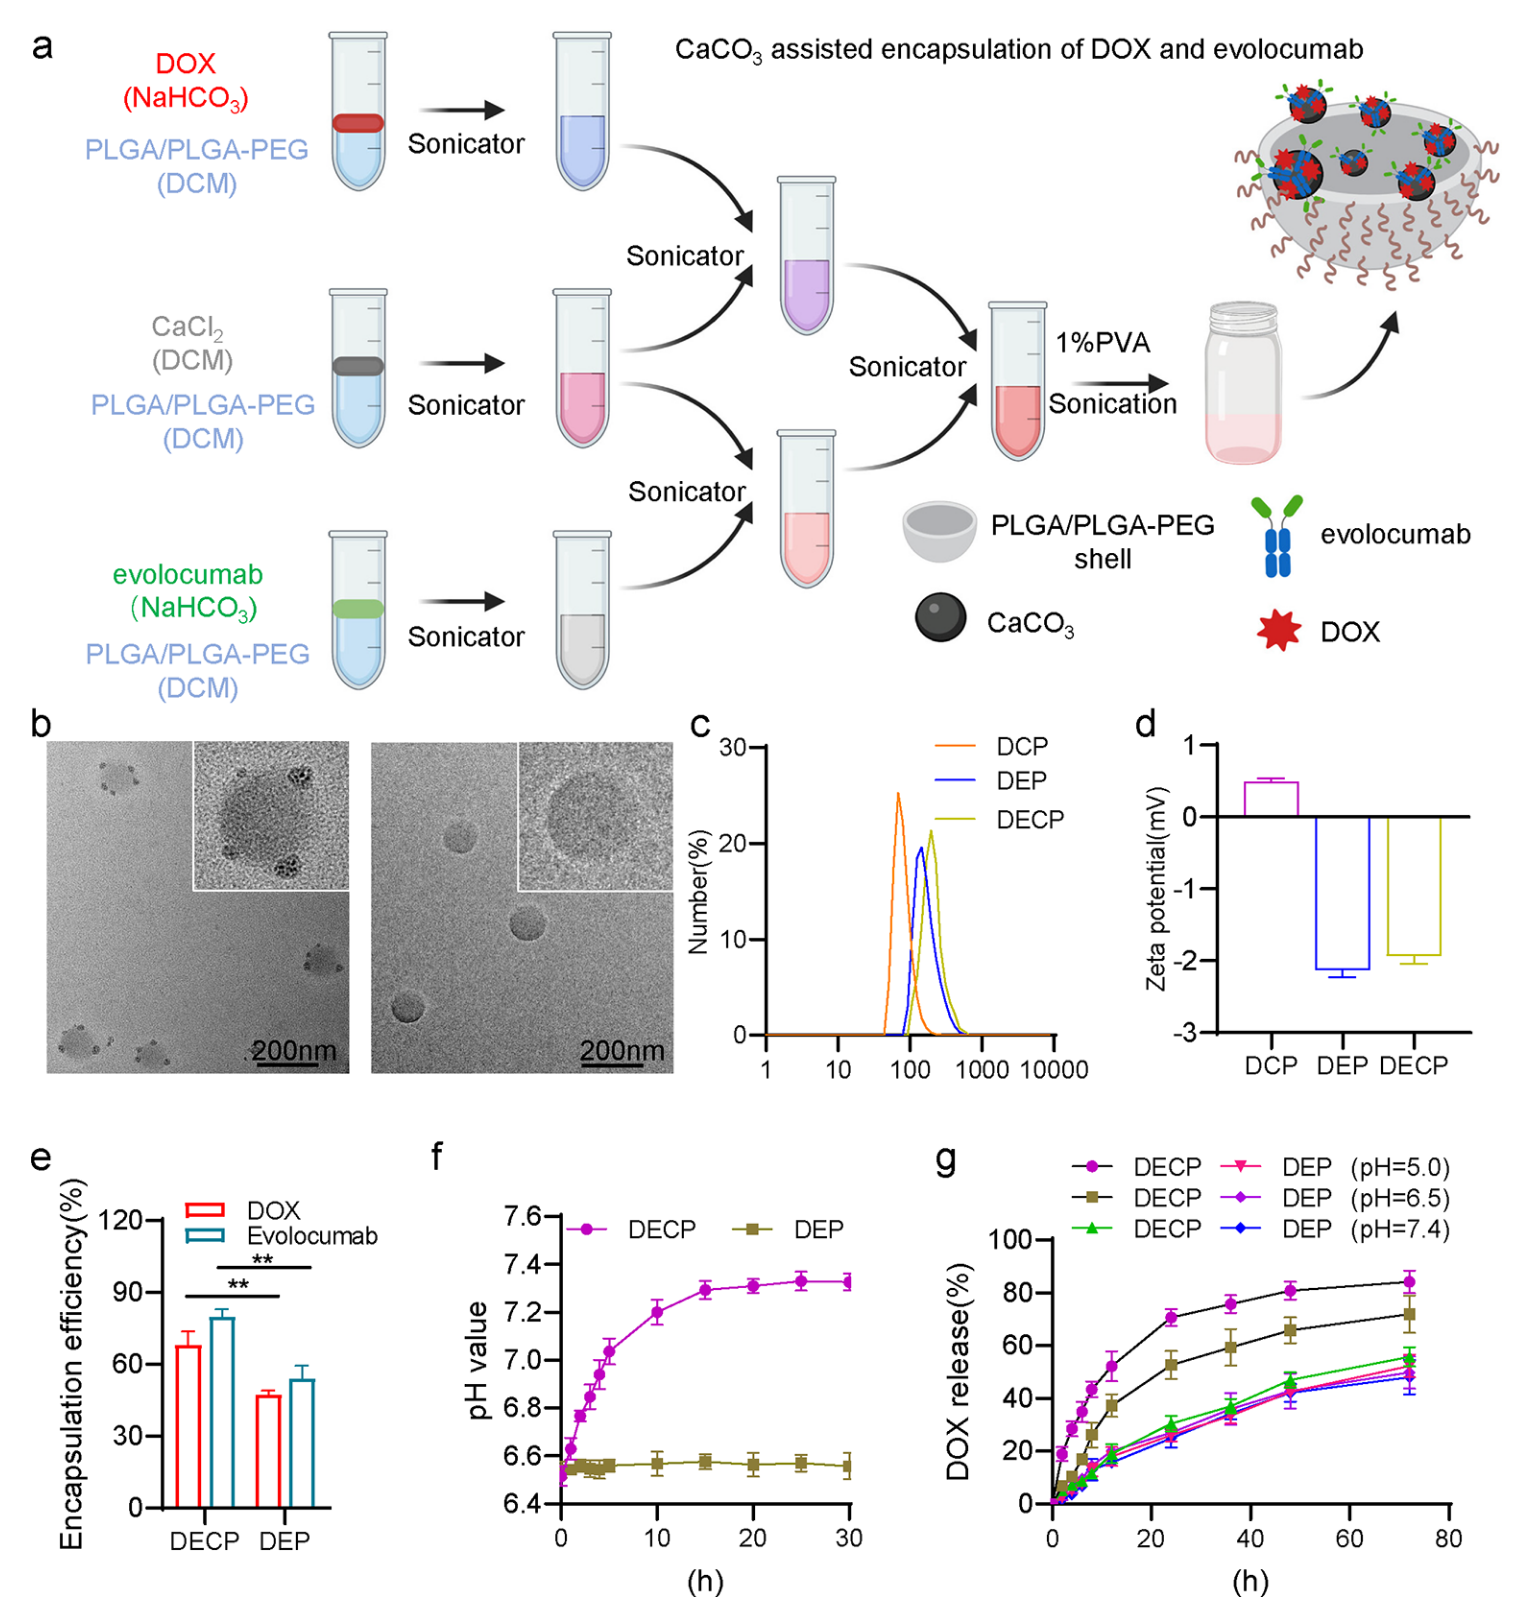 a
CaCO3 assisted encapsulation of DOX and evolocumab
DOX
(NaHCO3)
PLGA/PLGA-PEG
(DCM)
Sonicator
Sonicator
CaCl2
(DCM)
PLGA/PLGA-PEG
(DCM)
Sonicator
Sonicator
1%PVA
Sonication
Sonicator
evolocumab
(NaHCO3)
PLGA/PLGA-PEG
(DCM)
Sonicator
PLGA/PLGA-PEG
shell
evolocumab
CaCO3
DOX
b
200nm
200nm
c
Number(%)
30
20
10
0
1 10 100 1000 10000
DCP
DEP
DECP
d
Zeta potential(mV)
1
0
-1
-2
-3
DCP DEP DECP
e
Encapsulation efficiency(%)
120
90
60
30
0
DOX
Evolocumab
**
**
DECP DEP
f
pH value
7.6
7.4
7.2
7.0
6.8
6.6
6.4
DECP DEP
0 10 20 30
(h)
g
DECP DEP (pH=5.0)
DECP DEP (pH=6.5)
DECP DEP (pH=7.4)
DOX release(%)
100
80
60
40
20
0
0 20 40 60 80
(h)